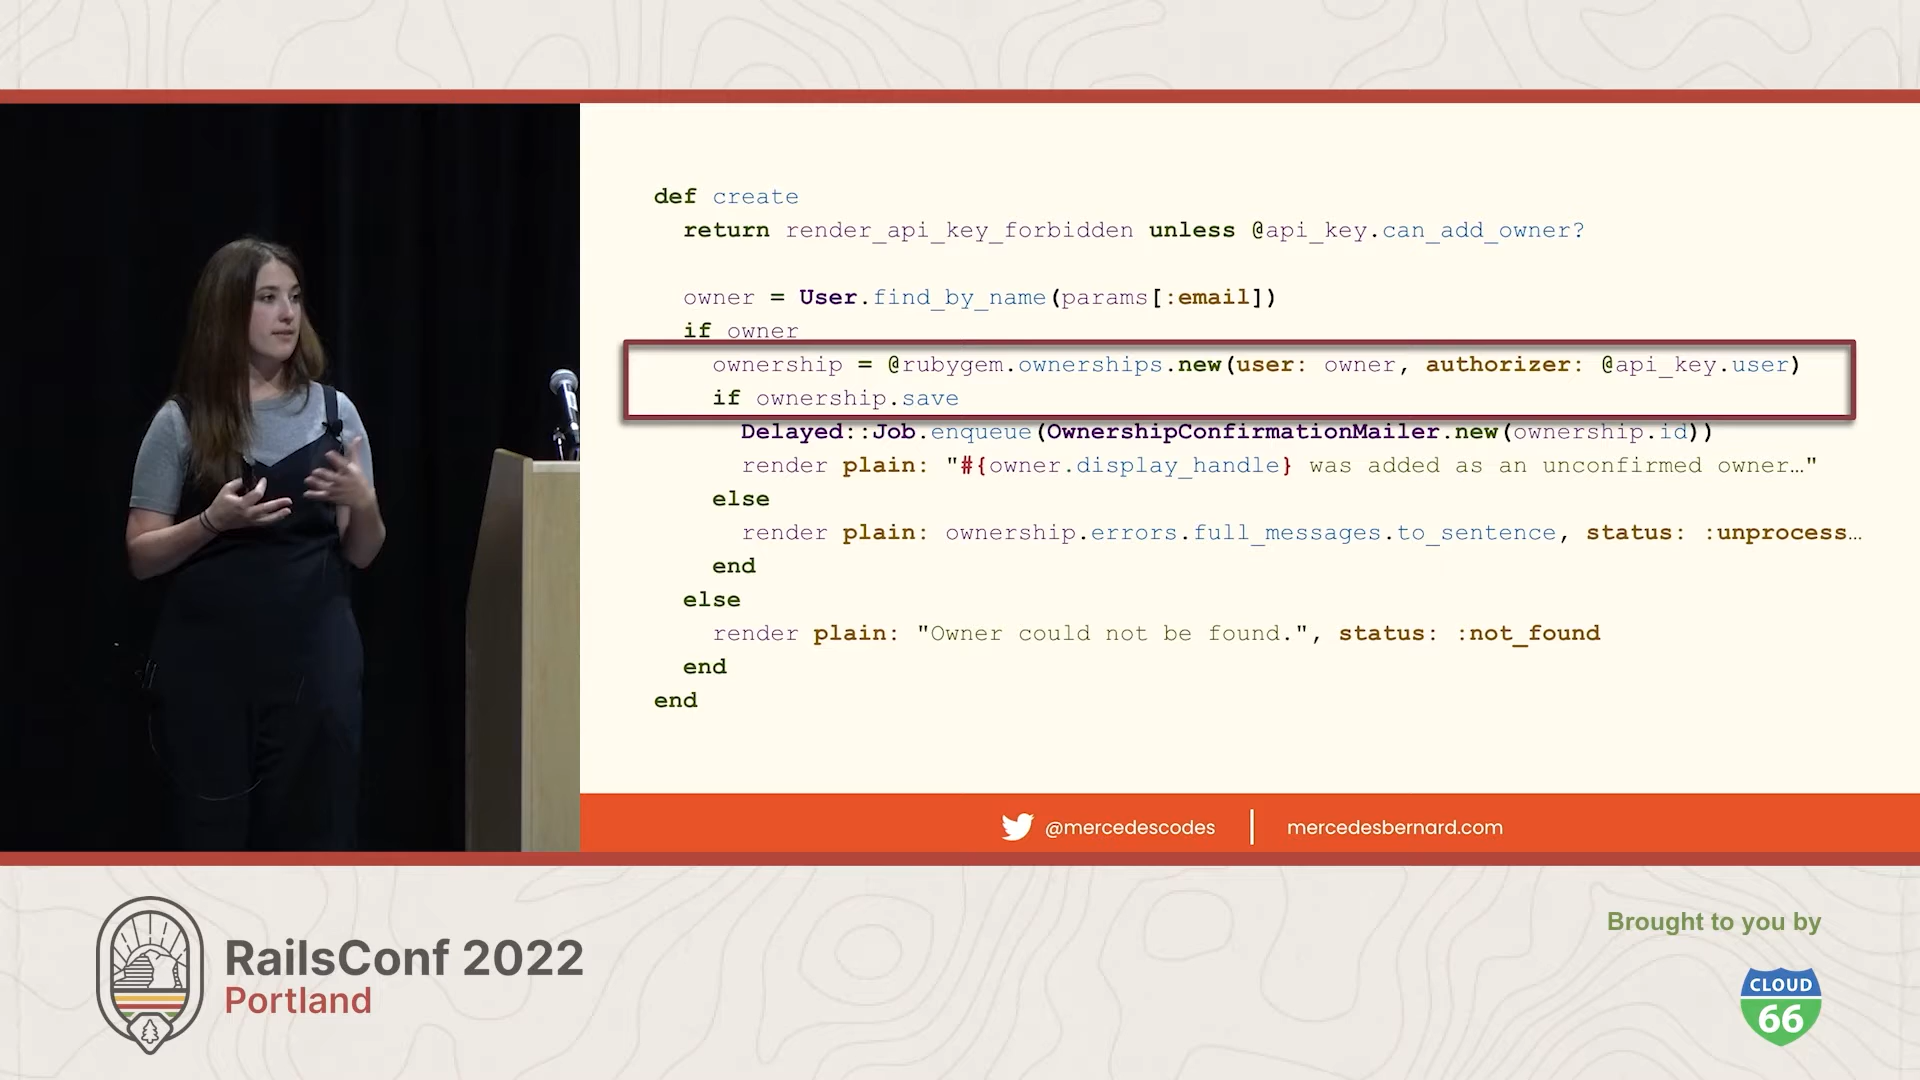 def create
return render_api_key_forbidden unless @api_key.can_add_owner?
owner = User.find_by_name(params[:email])
if owner
ownership = @rubygem.ownerships.new(user: owner, authorizer: @api_key.user)
if ownership.save
Delayed::Job.enqueue(OwnershipConfirmationMailer.new(ownership.id))
render plain: "#{owner.display_handle} was added as an unconfirmed owner…"
else
render plain: ownership.errors.full_messages.to_sentence, status: :unprocess…
end
else
render plain: "Owner could not be found.", status: :not_found
end
end
@mercedescodes | mercedesbernard.com
RailsConf 2022
Portland
Brought to you by
CLOUD
66